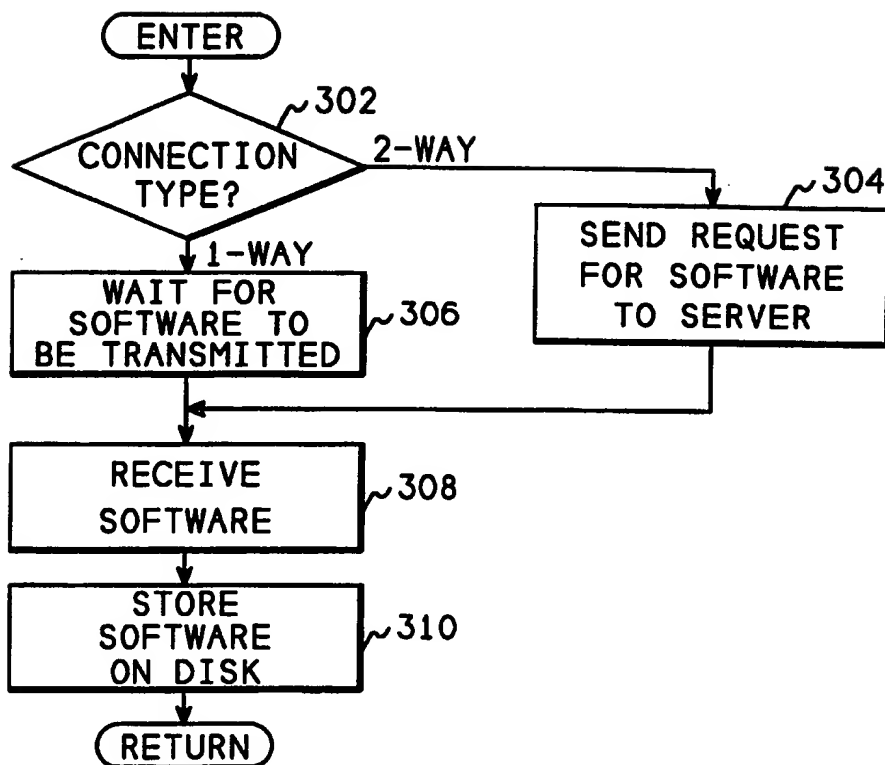 ENTER
302
CONNECTION
TYPE?
2-WAY
304
SEND REQUEST
FOR SOFTWARE
TO SERVER
1-WAY
WAIT FOR
SOFTWARE TO
BE TRANSMITTED
306
RECEIVE
SOFTWARE
308
STORE
SOFTWARE
ON DISK
310
RETURN